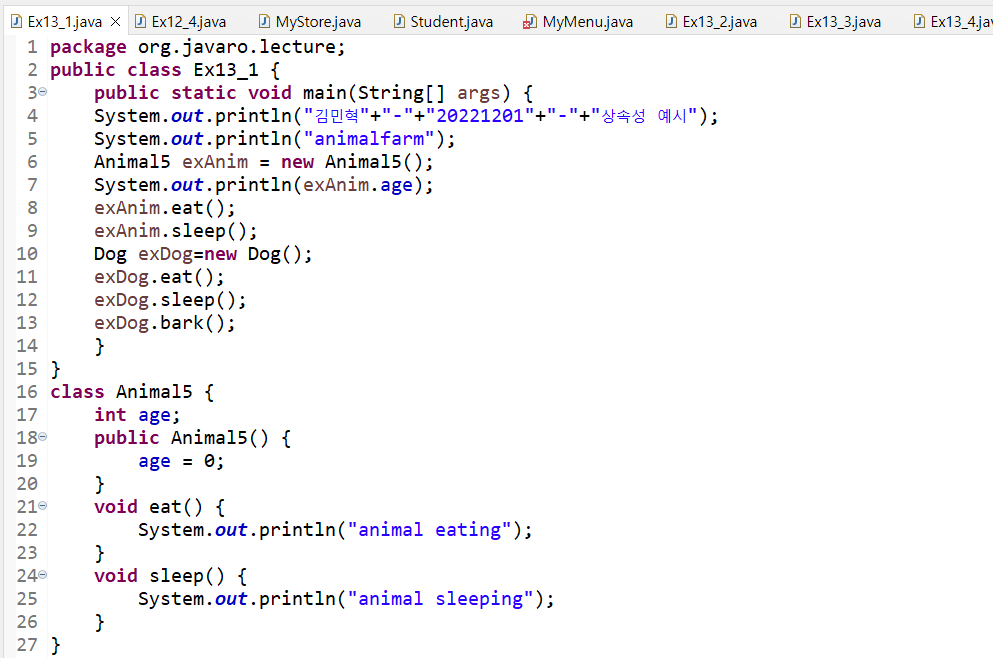 Ex13_1.java Ex12_4.java MyStore.java Student.java MyMenu.java Ex13_2.java Ex13_3.java Ex13_4.jav
1 package org.javaro.lecture;
2 public class Ex13_1 {
3 public static void main(String[] args) {
4 System.out.println("김민혁"+"-"+"20221201"+"-"+"상속성 예시");
5 System.out.println("animalfarm");
6 Animal5 exAnim = new Animal5();
7 System.out.println(exAnim.age);
8 exAnim.eat();
9 exAnim.sleep();
10 Dog exDog=new Dog();
11 exDog.eat();
12 exDog.sleep();
13 exDog.bark();
14 }
15 }
16 class Animal5 {
17 int age;
18 public Animal5() {
19 age = 0;
20 }
21 void eat() {
22 System.out.println("animal eating");
23 }
24 void sleep() {
25 System.out.println("animal sleeping");
26 }
27 }